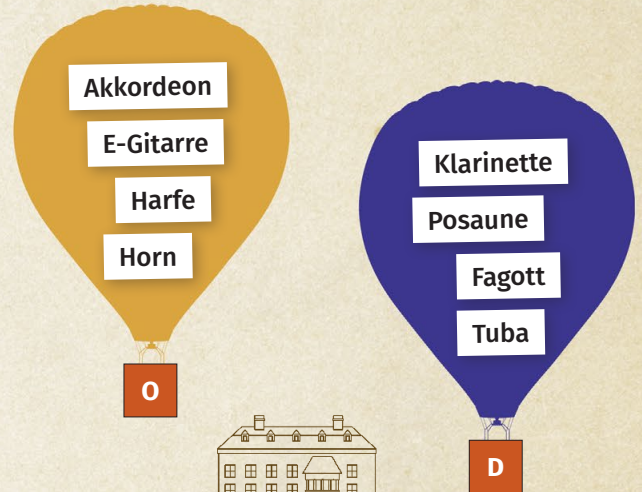 Akkordeon
E-Gitarre
Harfe
Horn
O
Klarinette
Posaune
Fagott
Tuba
D